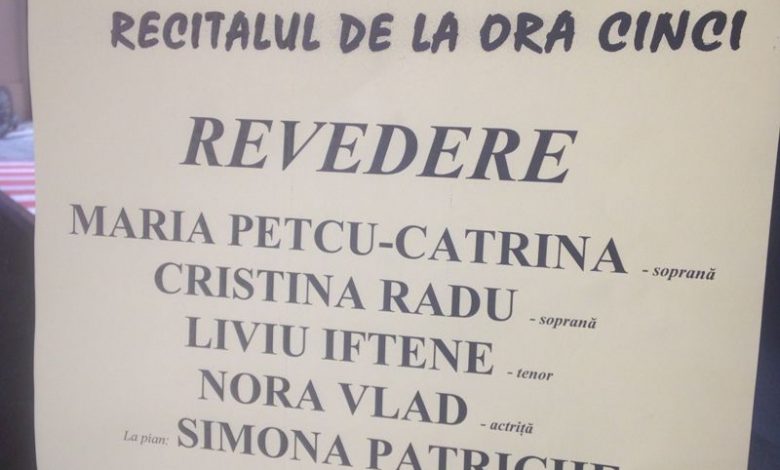 RECITALUL DE LA ORA CINCI
REVEDERE
MARIA PETCU-CATRINA - soprană
CRISTINA RADU - soprană
LIVIU IFTENE - tenor
NORA VLAD - actriță
La pian: SIMONA PATRICHE